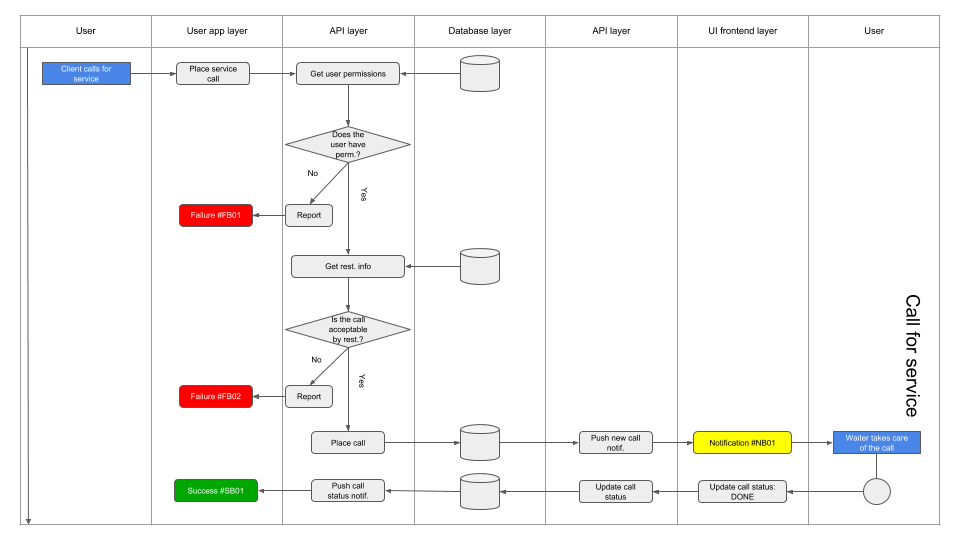 User
User app layer
API layer
Database layer
API layer
UI frontend layer
User
Client calls for
service
Place service
call
Get user permissions
Does the
user have
perm.?
No
Yes
Failure #FB01
Report
Get rest. info
Is the call
acceptable
by rest.?
No
Yes
Failure #FB02
Report
Call for service
Place call
Push new call
notif.
Notification #NB01
Waiter takes care
of the call
Success #SB01
Push call
status notif.
Update call
status
Update call status:
DONE